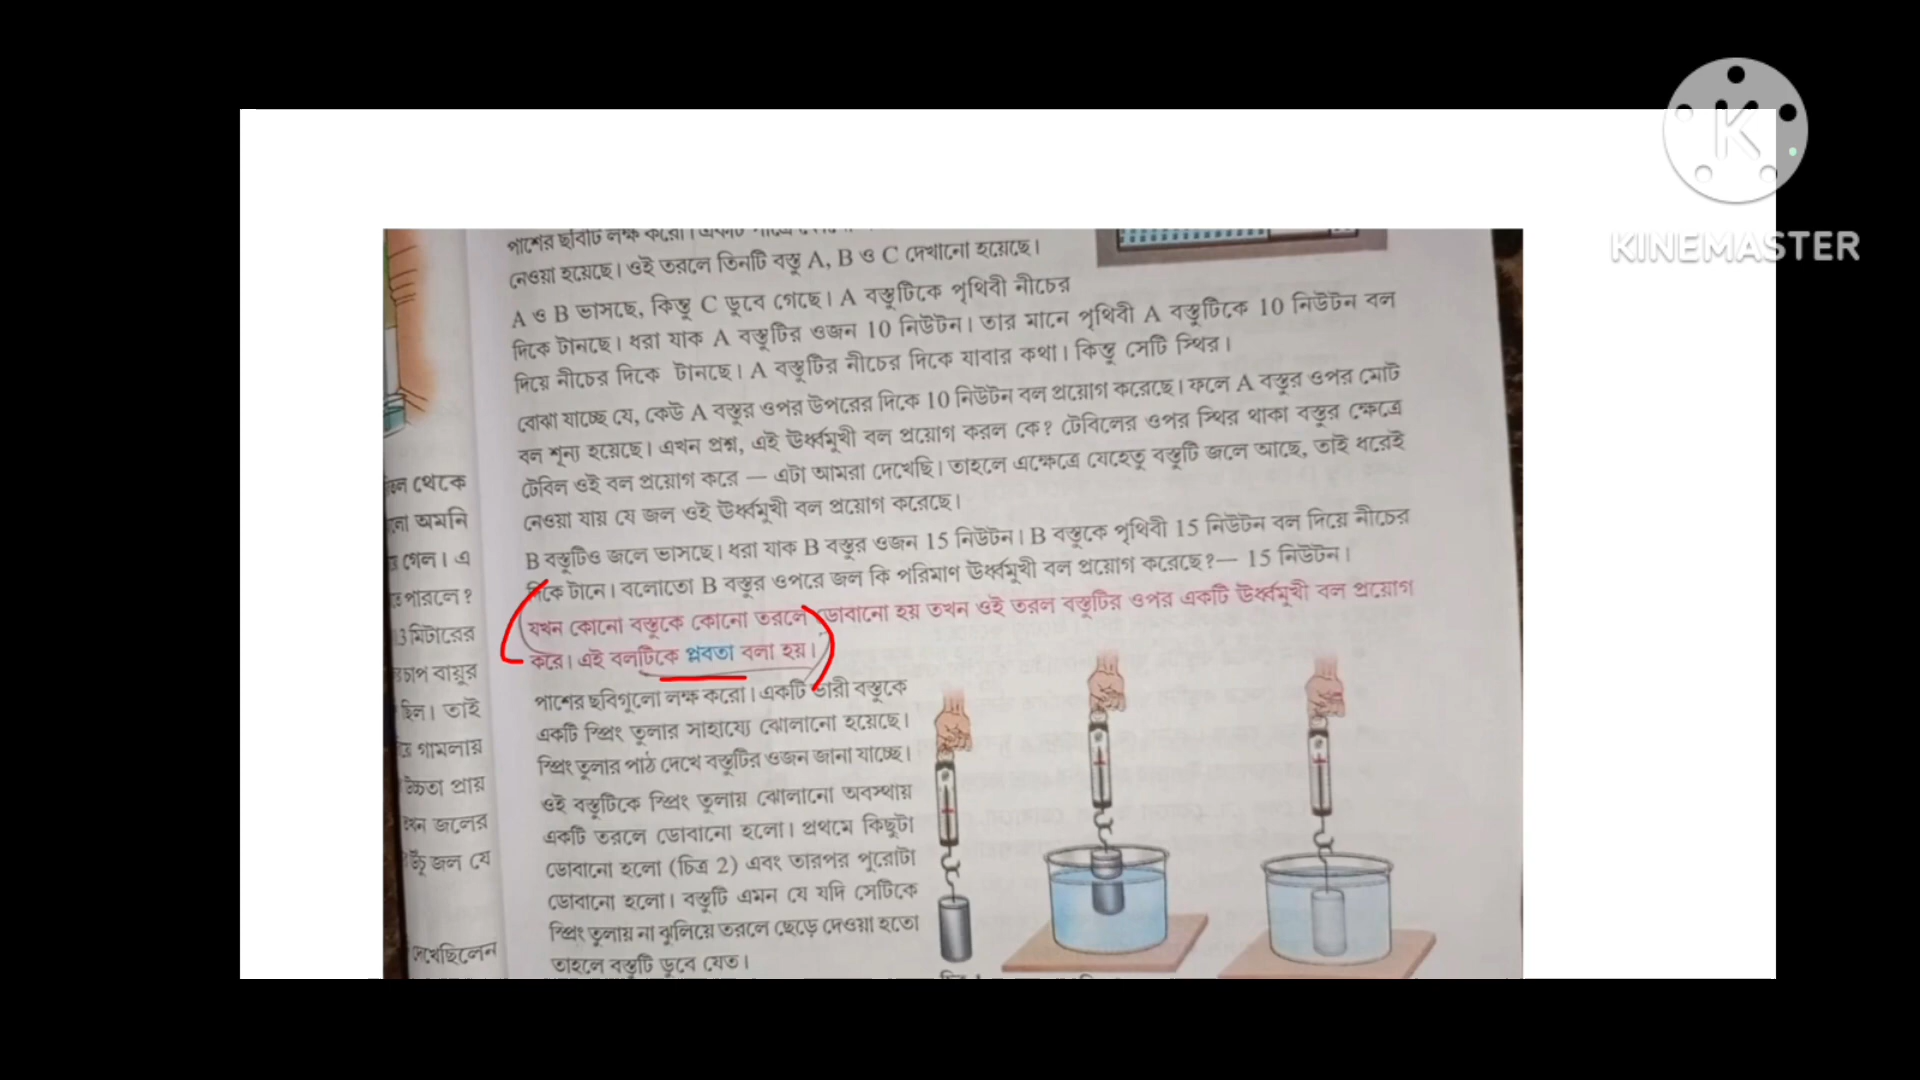 KINEMASTER
পাশের ছবিটি লক্ষ করো।
নেওয়া হয়েছে। ওই তরলে তিনটি বস্তু A, B ও C দেখানো হয়েছে।
A ও B ভাসছে, কিন্তু C ডুবে গেছে। A বস্তুটিকে পৃথিবী নীচের
দিকে টানছে। ধরা যাক A বস্তুটির ওজন 10 নিউটন। তার মানে পৃথিবী A বস্তুটিকে 10 নিউটন বল
দিয়ে নীচের দিকে টানছে। A বস্তুটির নীচের দিকে যাবার কথা। কিন্তু সেটি স্থির।
বোঝা যাচ্ছে যে, কেউ A বস্তুর ওপর উপরের দিকে 10 নিউটন বল প্রয়োগ করেছে। ফলে A বস্তুর ওপর মোট
বল শূন্য হয়েছে। এখন প্রশ্ন, এই ঊর্ধ্বমুখী বল প্রয়োগ করল কে? টেবিলের ওপর স্থির থাকা বস্তুর ক্ষেত্রে
টেবিল ওই বল প্রয়োগ করে — এটা আমরা দেখেছি। তাহলে এক্ষেত্রে যেহেতু বস্তুটি জলে আছে, তাই ধরেই
নেওয়া যায় যে জল ওই ঊর্ধ্বমুখী বল প্রয়োগ করেছে।
B বস্তুটিও জলে ভাসছে। ধরা যাক B বস্তুর ওজন 15 নিউটন। B বস্তুকে পৃথিবী 15 নিউটন বল দিয়ে নীচের
দিকে টানে। বলোতো B বস্তুর ওপরে জল কি পরিমাণ ঊর্ধ্বমুখী বল প্রয়োগ করেছে?— 15 নিউটন।
যখন কোনো বস্তুকে কোনো তরলে ডোবানো হয় তখন ওই তরল বস্তুটির ওপর একটি ঊর্ধ্বমুখী বল প্রয়োগ
করে। এই বলটিকে প্লবতা বলা হয়।
পাশের ছবিগুলো লক্ষ করো। একটি ভারী বস্তুকে
একটি স্প্রিং তুলার সাহায্যে ঝোলানো হয়েছে।
স্প্রিং তুলার পাঠ দেখে বস্তুটির ওজন জানা যাচ্ছে।
ওই বস্তুটিকে স্প্রিং তুলায় ঝোলানো অবস্থায়
একটি তরলে ডোবানো হলো। প্রথমে কিছুটা
ডোবানো হলো (চিত্র 2) এবং তারপর পুরোটা
ডোবানো হলো। বস্তুটি এমন যে যদি সেটিকে
স্প্রিং তুলায় না ঝুলিয়ে তরলে ছেড়ে দেওয়া হতো
তাহলে বস্তুটি ডুবে যেত।
থেকে
অমনি
গেল। এ
পারলে?
মিটারের
চাপ বায়ুর
ছিল। তাই
গামলায়
উচ্চতা প্রায়
জলের
জল যে
দেখেছিলেন